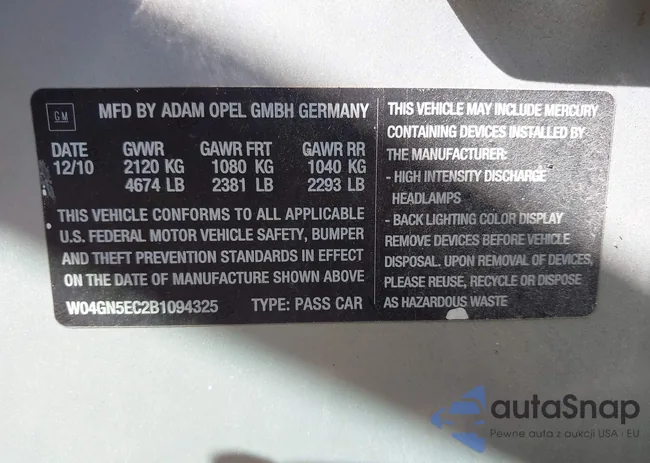 GM
MFD BY ADAM OPEL GMBH GERMANY
DATE GVWR GAWR FRT GAWR RR
12/10 2120 KG 1080 KG 1040 KG
4674 LB 2381 LB 2293 LB
THIS VEHICLE CONFORMS TO ALL APPLICABLE
U.S. FEDERAL MOTOR VEHICLE SAFETY, BUMPER
AND THEFT PREVENTION STANDARDS IN EFFECT
ON THE DATE OF MANUFACTURE SHOWN ABOVE
W04GN5EC2B1094325 TYPE: PASS CAR
THIS VEHICLE MAY INCLUDE MERCURY
CONTAINING DEVICES INSTALLED BY
THE MANUFACTURER:
- HIGH INTENSITY DISCHARGE
HEADLAMPS
- BACK LIGHTING COLOR DISPLAY
REMOVE DEVICES BEFORE VEHICLE
DISPOSAL. UPON REMOVAL OF DEVICES,
PLEASE REUSE, RECYCLE OR DISPOSE
AS HAZARDOUS WASTE
autaSnap
Pewne auta z aukcji USA · EU